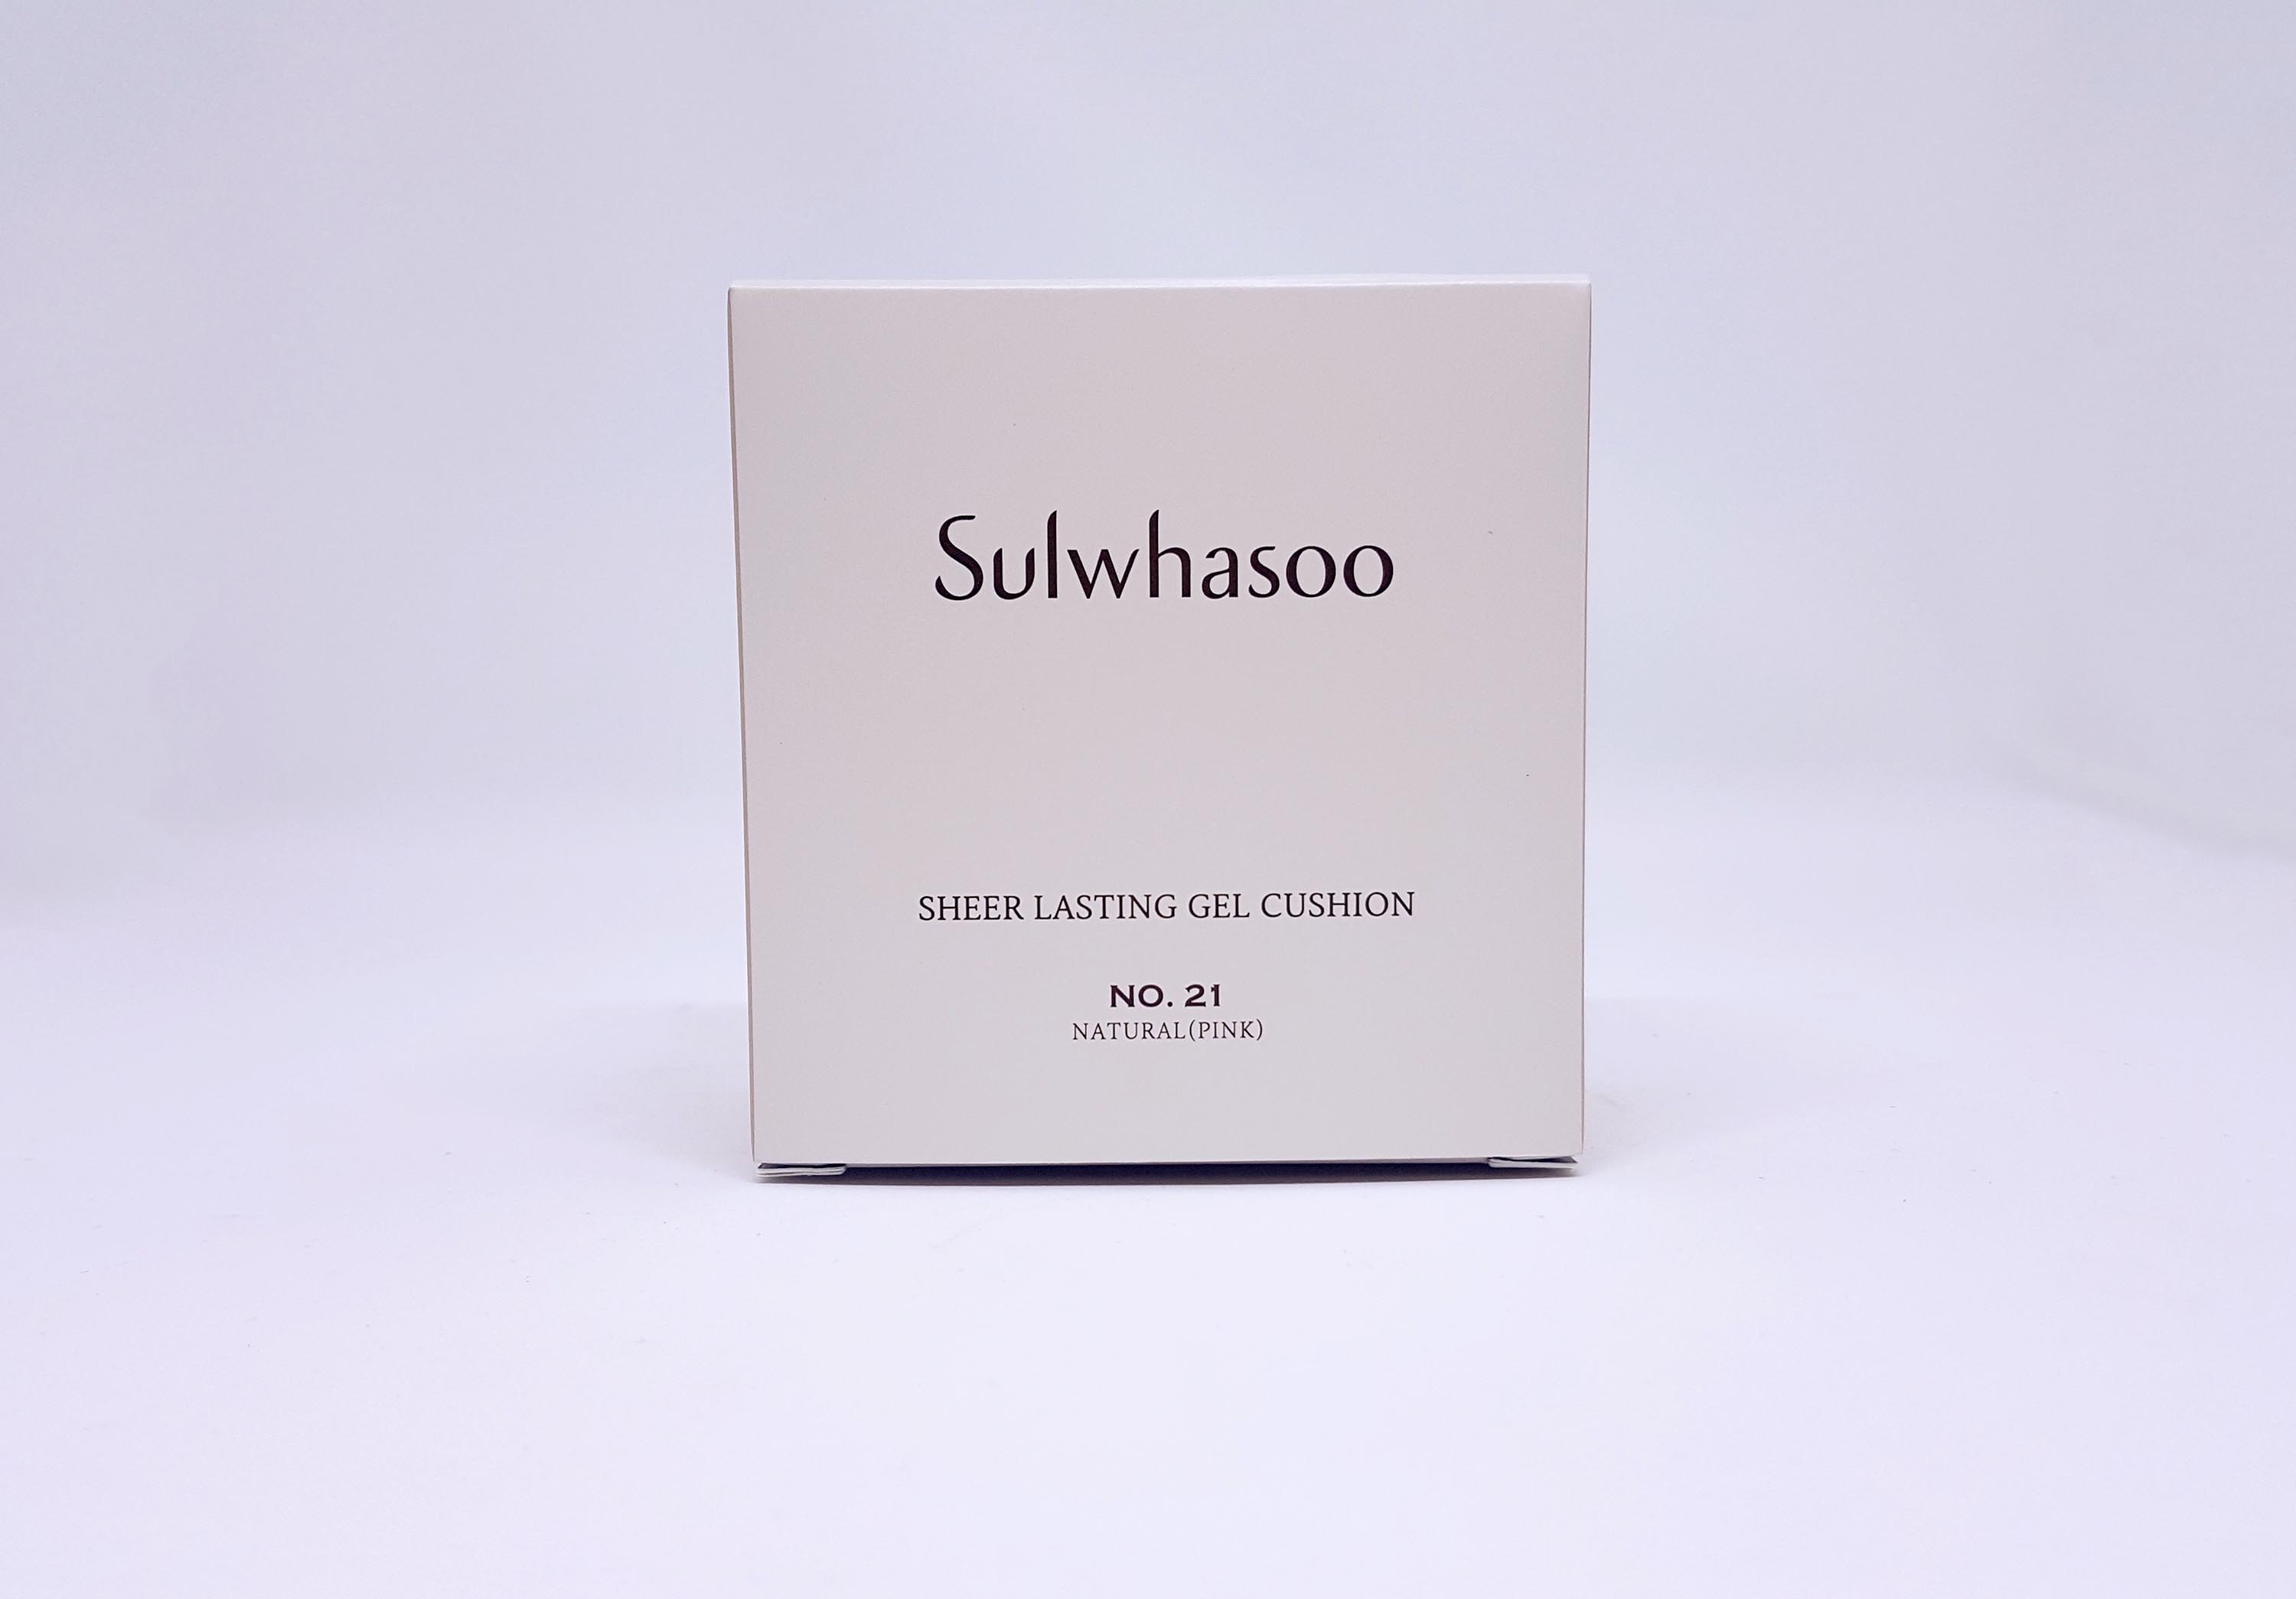 Sulwhasoo
SHEER LASTING GEL CUSHION
NO. 21
NATURAL(PINK)